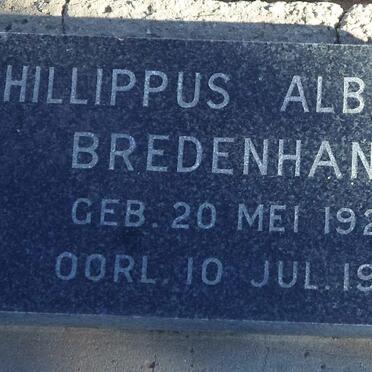 HILLIPPUS ALB
BREDENHAN
GEB. 20 MEI 192
OORL. 10 JUL. 19